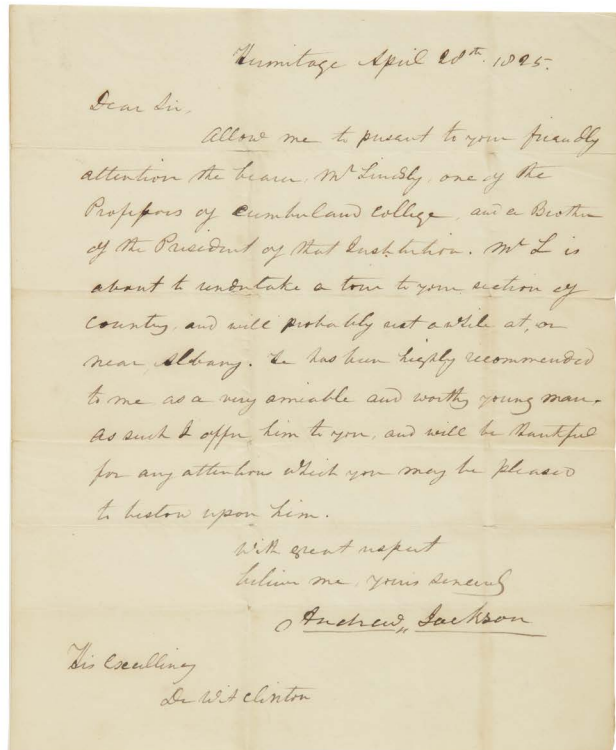 Hermitage April 28th. 1825.
Dear Sir,
Allow me to present to your friendly
attention the bearer, Mr Lindsly, one of the
Professors of Cumberland College, and a Brother
of the President of that Institution. Mr L is
about to undertake a tour to your section of
country, and will probably rest awhile at, or
near, Albany. He has been highly recommended
to me as a very amiable and worthy young man.
As such I offer him to you, and will be thankful
for any attentions which you may be pleased
to bestow upon him.
With great respect
believe me, yours sincerely
Andrew Jackson
His Excellency
De Wit Clinton